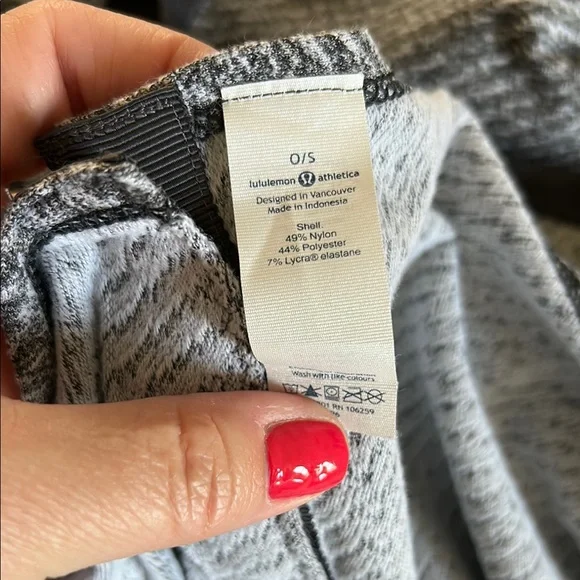 O/S
lululemon athletica
Designed in Vancouver
Made in Indonesia
Shell
49% Nylon
44% Polyester
7% Lycra® elastane
Wash with like colours
01 RN 106259